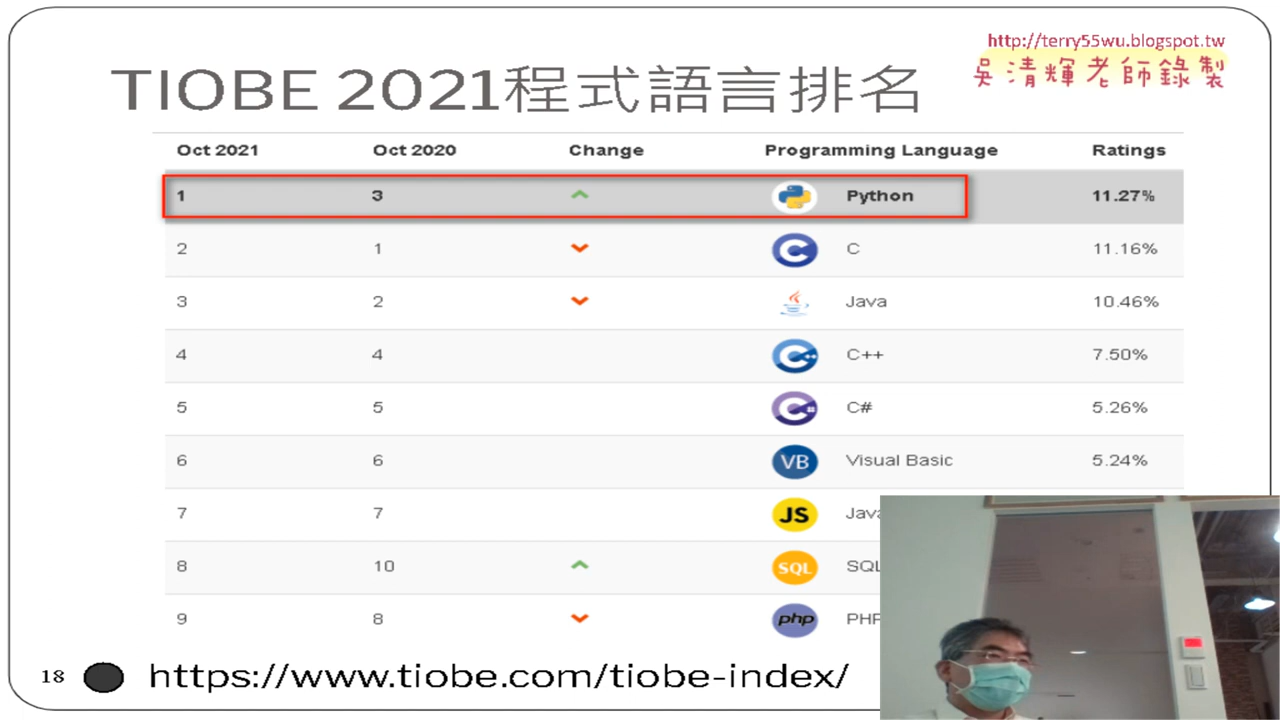 http://terry55wu.blogspot.tw
吳清輝老師錄製
TIOBE 2021程式語言排名
Oct 2021 Oct 2020 Change Programming Language Ratings
1 3 Python 11.27%
2 1 C 11.16%
3 2 Java 10.46%
4 4 C++ 7.50%
5 5 C# 5.26%
6 6 VB Visual Basic 5.24%
7 7 JS Java
8 10 SQL SQL
9 8 php PHP
18 https://www.tiobe.com/tiobe-index/